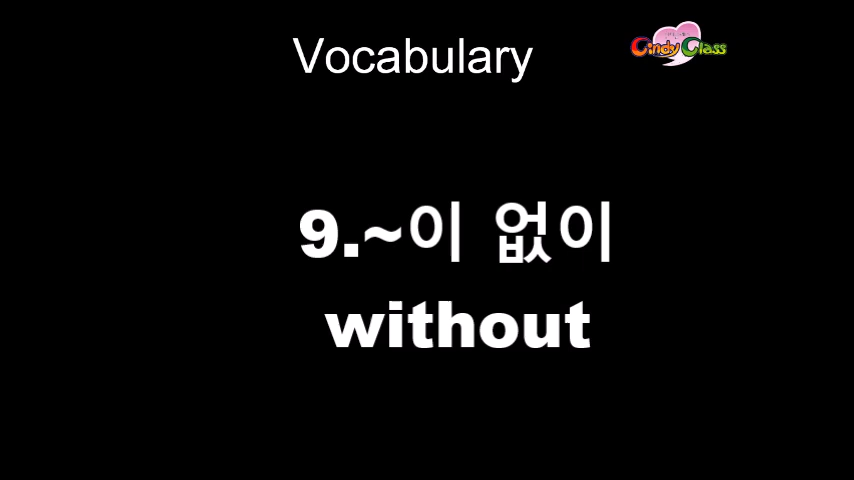 Vocabulary
Cindy Class
9.~이 없이
without